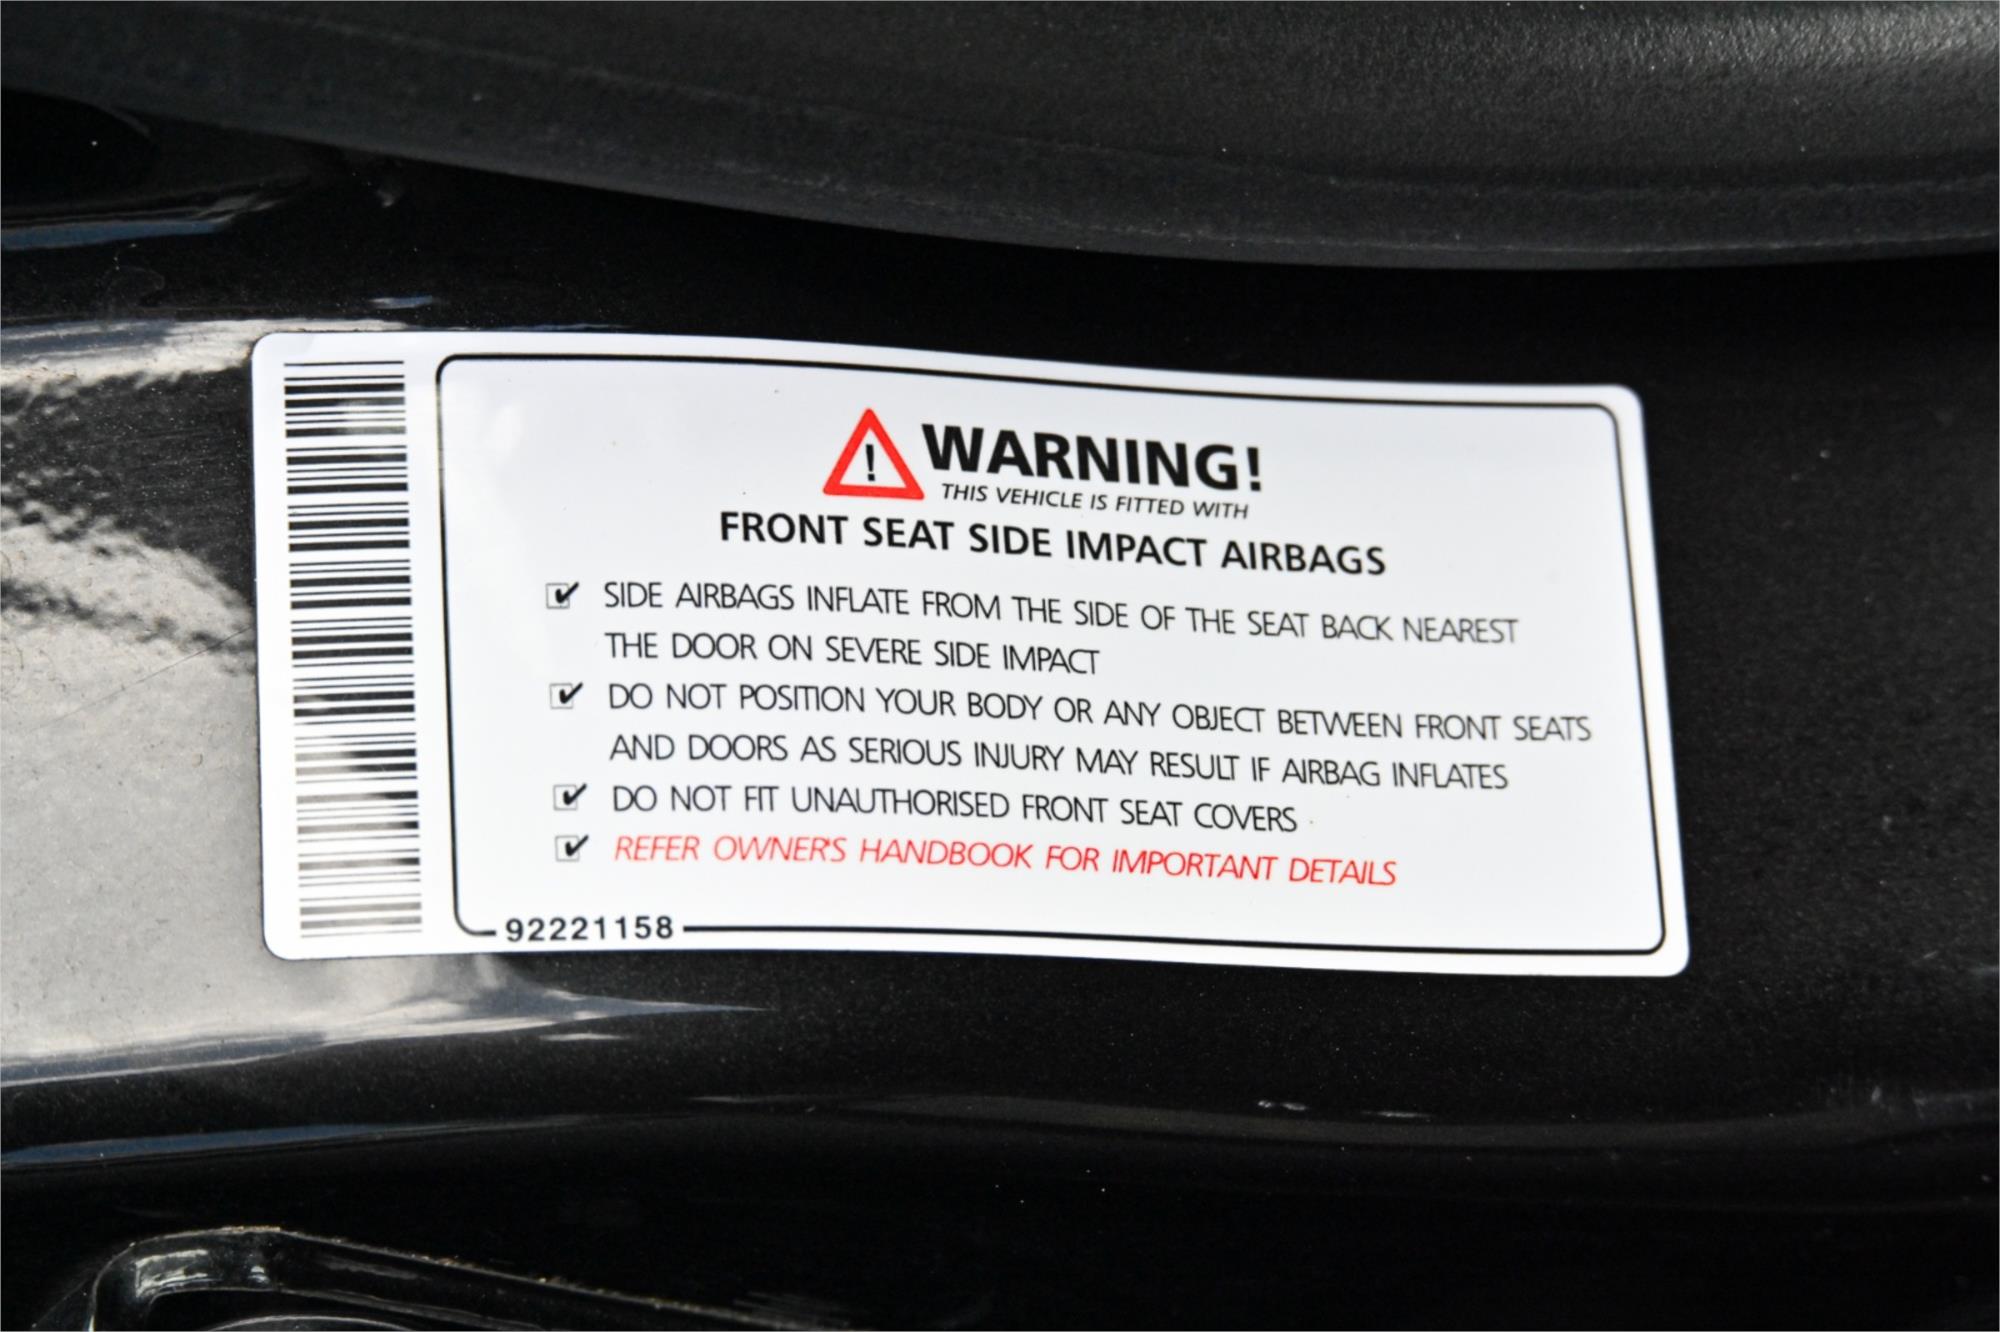 ! WARNING!
THIS VEHICLE IS FITTED WITH
FRONT SEAT SIDE IMPACT AIRBAGS
SIDE AIRBAGS INFLATE FROM THE SIDE OF THE SEAT BACK NEAREST
THE DOOR ON SEVERE SIDE IMPACT
DO NOT POSITION YOUR BODY OR ANY OBJECT BETWEEN FRONT SEATS
AND DOORS AS SERIOUS INJURY MAY RESULT IF AIRBAG INFLATES
DO NOT FIT UNAUTHORISED FRONT SEAT COVERS
REFER OWNER'S HANDBOOK FOR IMPORTANT DETAILS
92221158